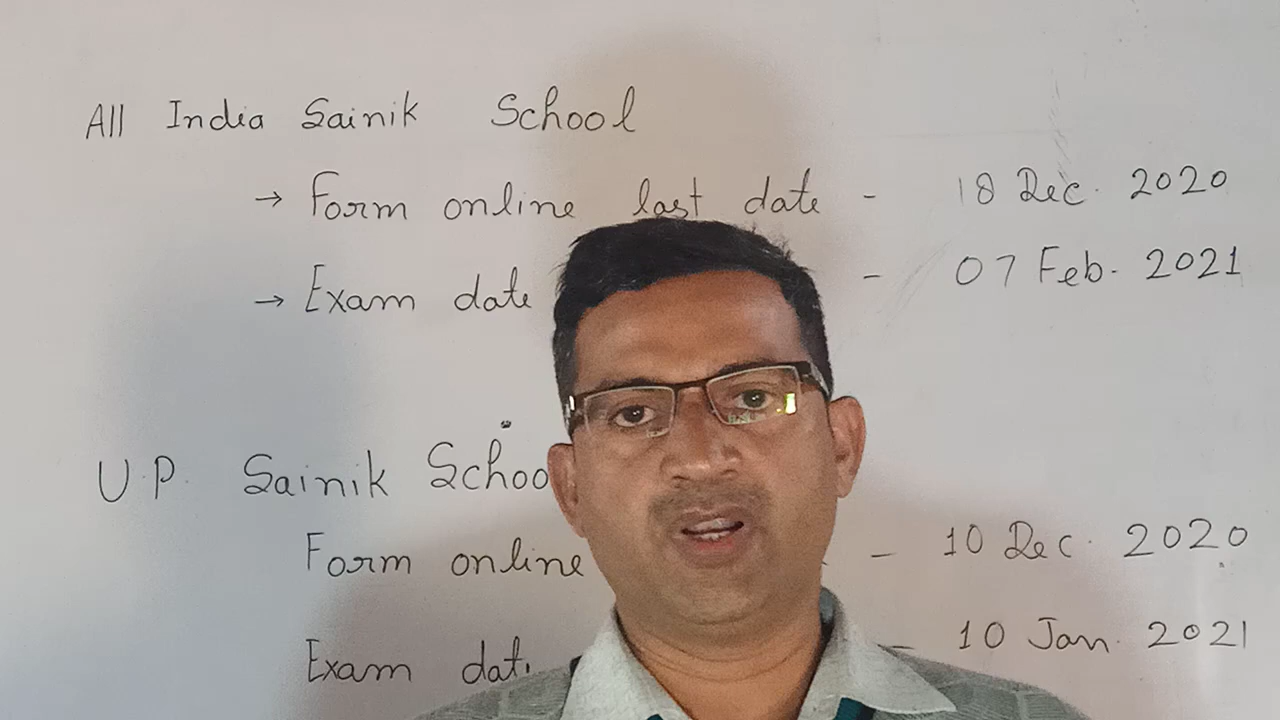 All India Sainik School
→ Form online last date - 18 Dec. 2020
→ Exam date - 07 Feb. 2021
U.P. Sainik Schoo
Form online - 10 Dec. 2020
Exam dat - 10 Jan. 2021